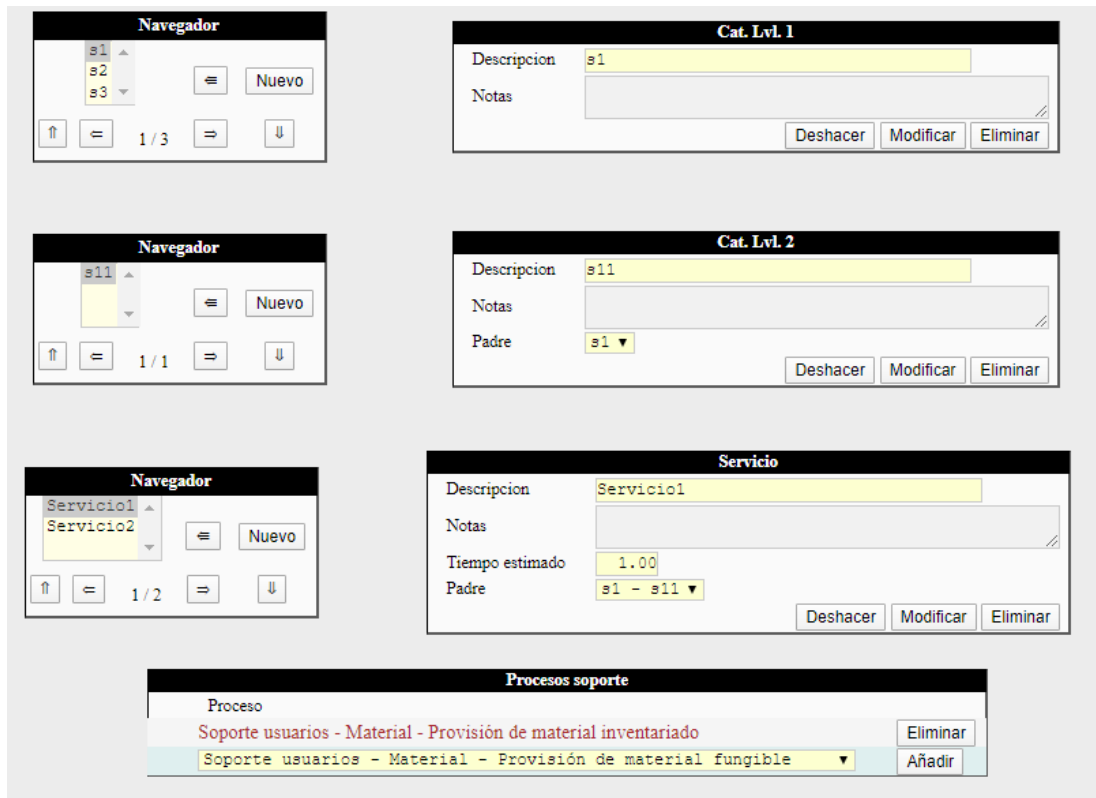 Navegador
s1
s2
s3
⇚ Nuevo
⇑ ⇐ 1 / 3 ⇒ ⇓
Cat. Lvl. 1
Descripcion s1
Notas
Deshacer Modificar Eliminar
Navegador
s11
⇚ Nuevo
⇑ ⇐ 1 / 1 ⇒ ⇓
Cat. Lvl. 2
Descripcion s11
Notas
Padre s1
Deshacer Modificar Eliminar
Navegador
Servicio1
Servicio2
⇚ Nuevo
⇑ ⇐ 1 / 2 ⇒ ⇓
Servicio
Descripcion Servicio1
Notas
Tiempo estimado 1.00
Padre s1 - s11
Deshacer Modificar Eliminar
Procesos soporte
Proceso
Soporte usuarios - Material - Provisión de material inventariado Eliminar
Soporte usuarios - Material - Provisión de material fungible Añadir